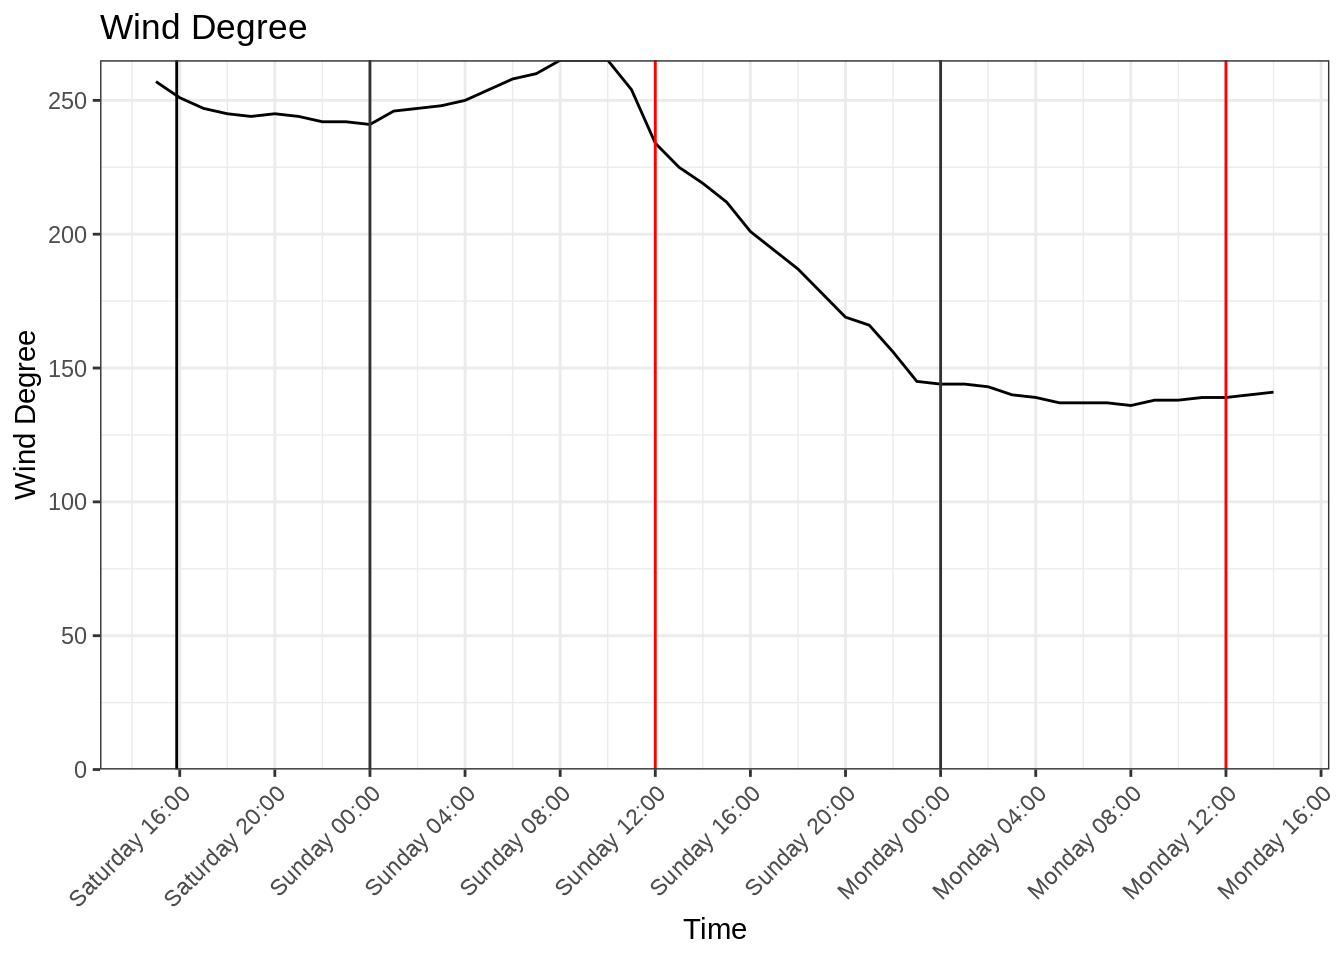 Wind Degree
Wind Degree
250
200
150
100
50
0
Saturday 16:00
Saturday 20:00
Sunday 00:00
Sunday 04:00
Sunday 08:00
Sunday 12:00
Sunday 16:00
Sunday 20:00
Monday 00:00
Monday 04:00
Monday 08:00
Monday 12:00
Monday 16:00
Time